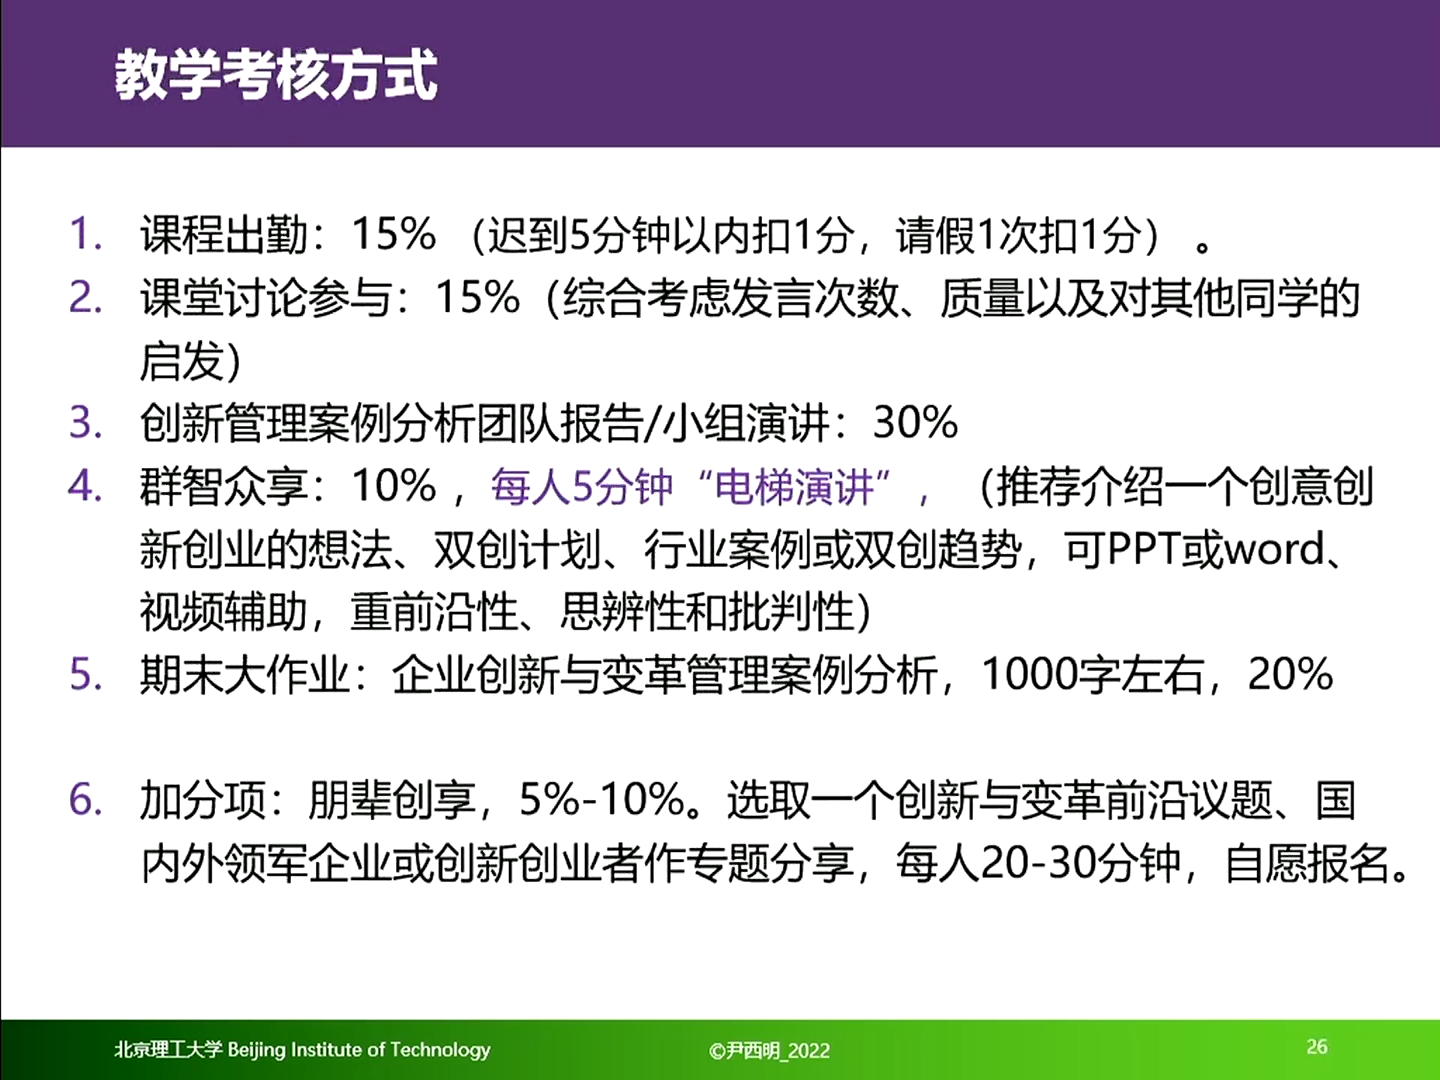 教学考核方式
1. 课程出勤：15% （迟到5分钟以内扣1分，请假1次扣1分） 。
2. 课堂讨论参与：15%（综合考虑发言次数、质量以及对其他同学的
启发）
3. 创新管理案例分析团队报告/小组演讲：30%
4. 群智众享：10% ，每人5分钟“电梯演讲”， （推荐介绍一个创意创
新创业的想法、双创计划、行业案例或双创趋势，可PPT或word、
视频辅助，重前沿性、思辨性和批判性）
5. 期末大作业：企业创新与变革管理案例分析，1000字左右，20%
6. 加分项：朋辈创享，5%-10%。选取一个创新与变革前沿议题、国
内外领军企业或创新创业者作专题分享，每人20-30分钟，自愿报名。
北京理工大学 Beijing Institute of Technology
©尹西明_2022
26